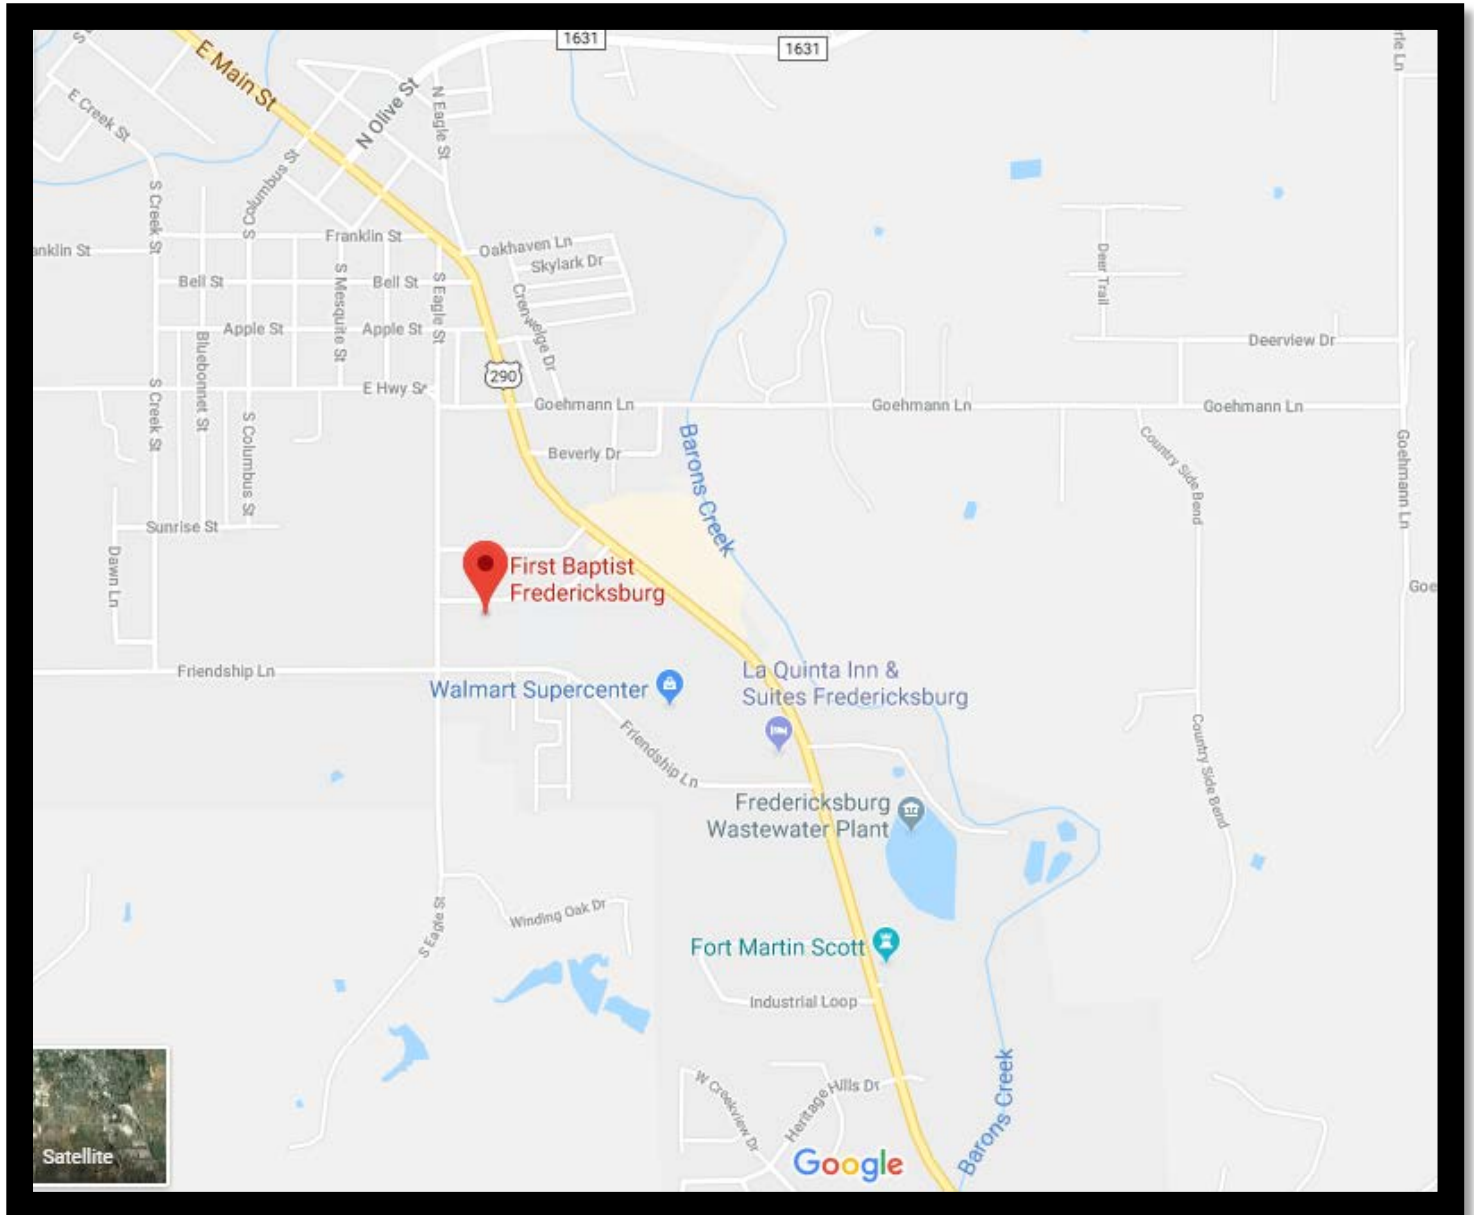 1631
1631
E Main St
N Olive St
N Eagle St
E Creek St
S Columbus St
S Creek St
Franklin St
anklin St
Oakhaven Ln
Skylark Dr
Bell St
Bell St
S Mesquite St
S Eagle St
Crenwelge Dr
Deer Trail
Apple St
Apple St
Bluebonnet St
Deerview Dr
290
E Hwy St
Goehmann Ln
Goehmann Ln
Goehmann Ln
S Creek St
S Columbus St
Beverly Dr
Barons Creek
Country Side Bend
Goehmann Ln
Sunrise St
Dawn Ln
First Baptist
Fredericksburg
Goe
Friendship Ln
Walmart Supercenter
La Quinta Inn &
Suites Fredericksburg
Friendship Ln
Country Side Bend
Fredericksburg
Wastewater Plant
S Eagle St
Winding Oak Dr
Fort Martin Scott
Industrial Loop
W Creekview Dr
Heritage Hills Dr
Barons Creek
Satellite
Google